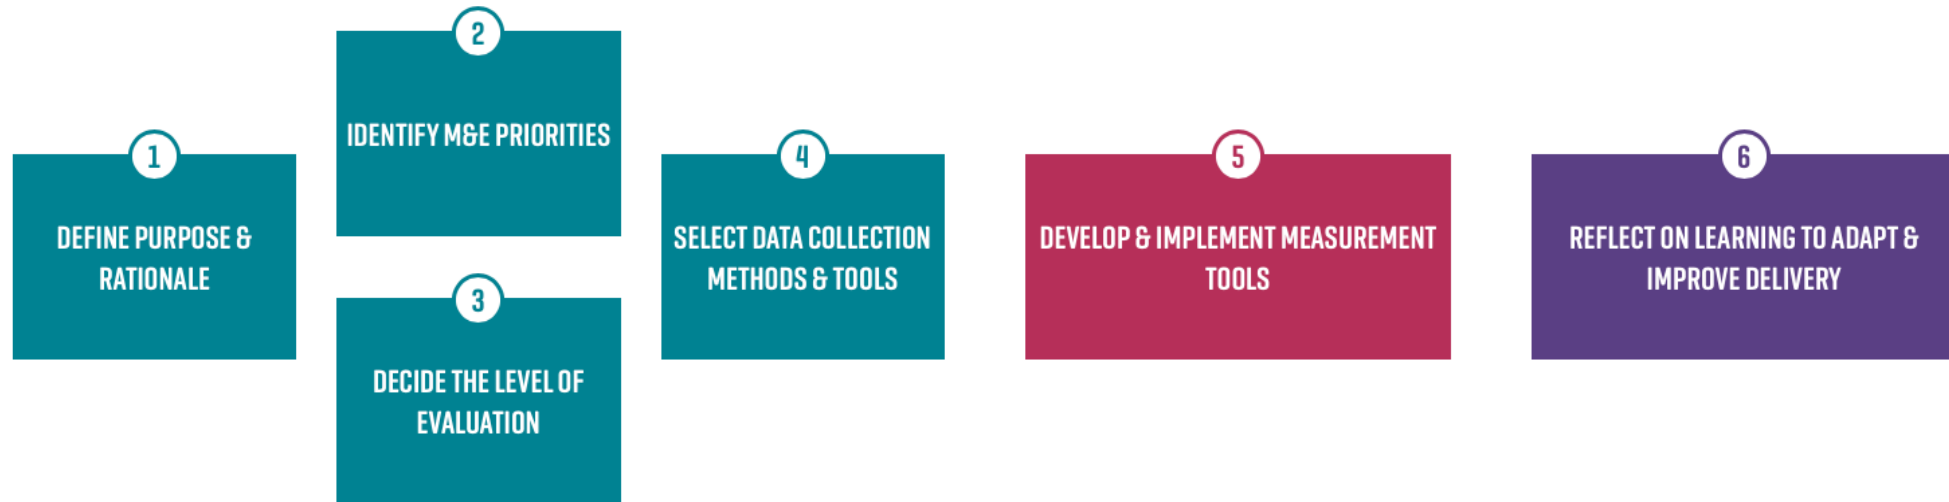 1
DEFINE PURPOSE &
RATIONALE
2
IDENTIFY M&E PRIORITIES
3
DECIDE THE LEVEL OF
EVALUATION
4
SELECT DATA COLLECTION
METHODS & TOOLS
5
DEVELOP & IMPLEMENT MEASUREMENT
TOOLS
6
REFLECT ON LEARNING TO ADAPT &
IMPROVE DELIVERY